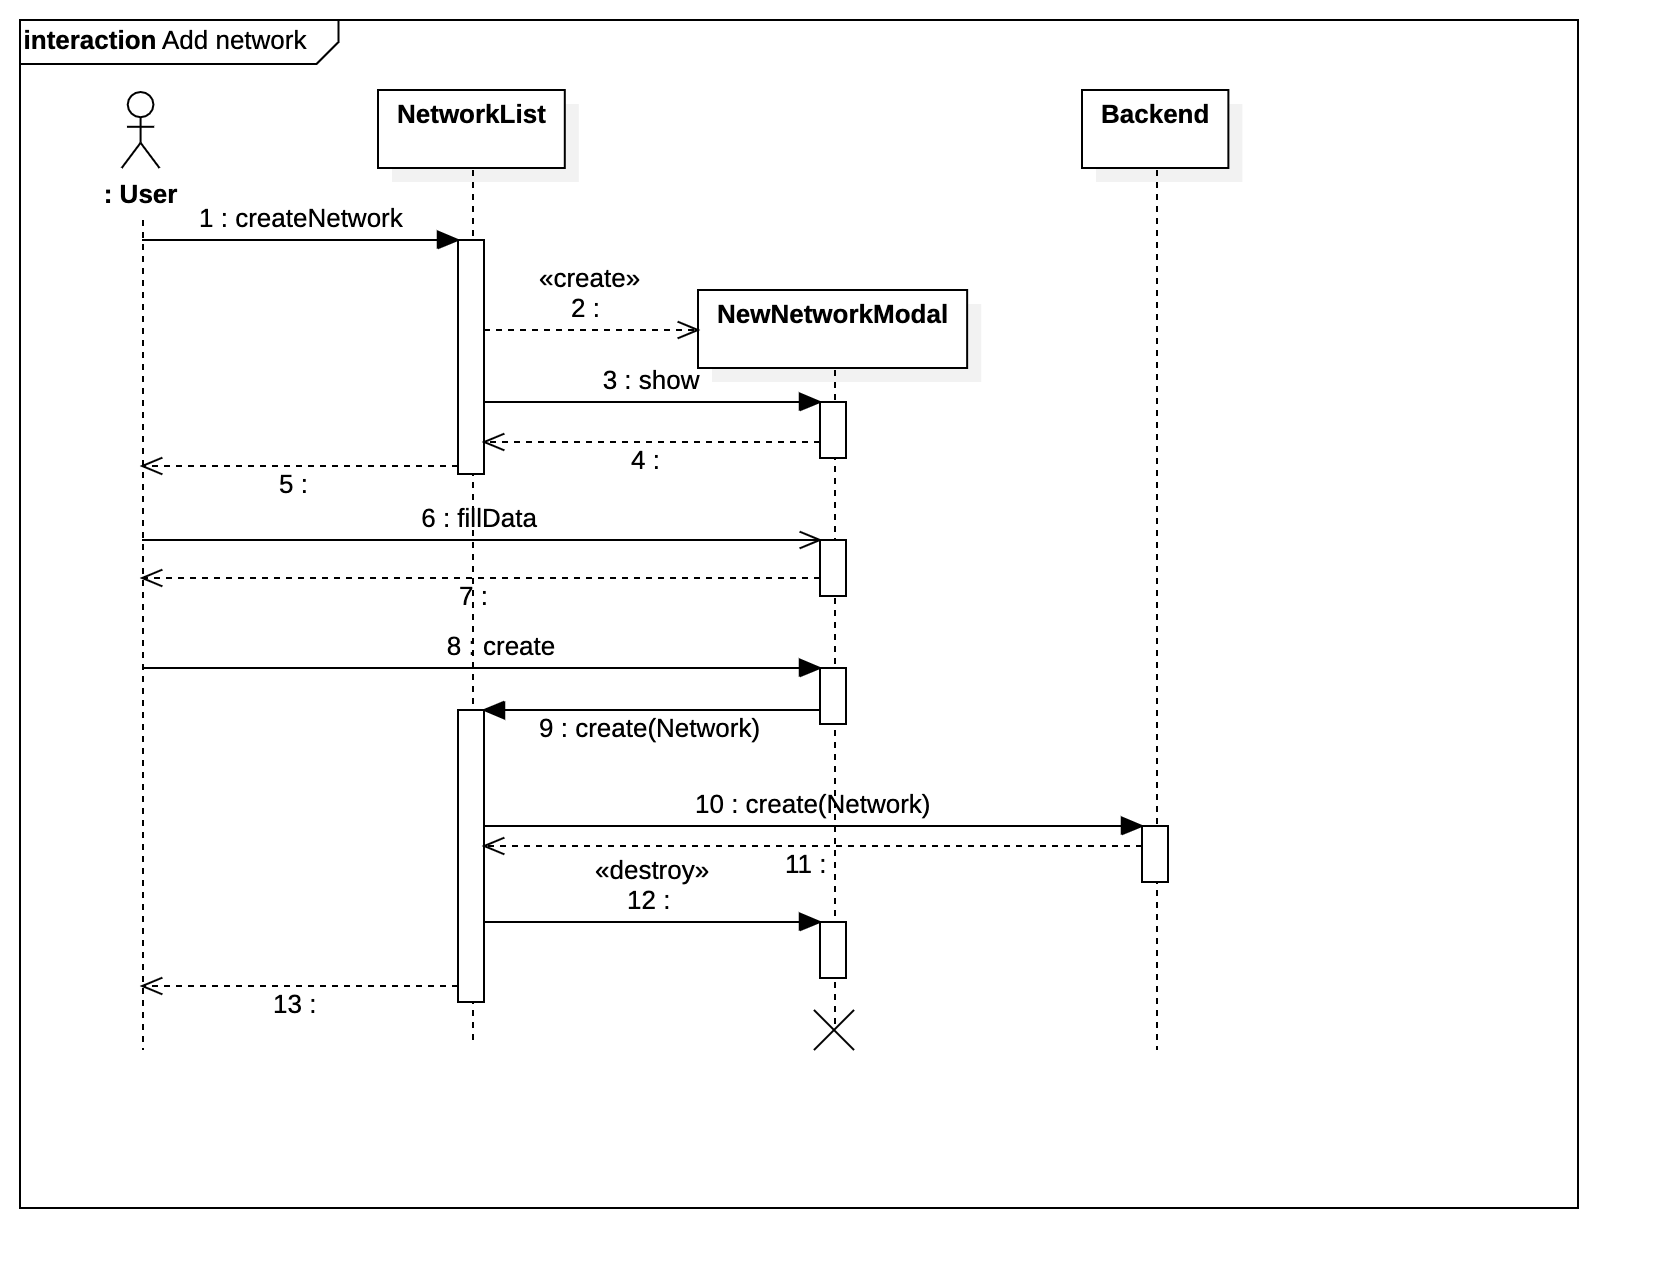 interaction Add network
NetworkList
Backend
: User
1 : createNetwork
«create»
2 :
NewNetworkModal
3 : show
4 :
5 :
6 : fillData
7 :
8 : create
9 : create(Network)
10 : create(Network)
11 :
«destroy»
12 :
13 :